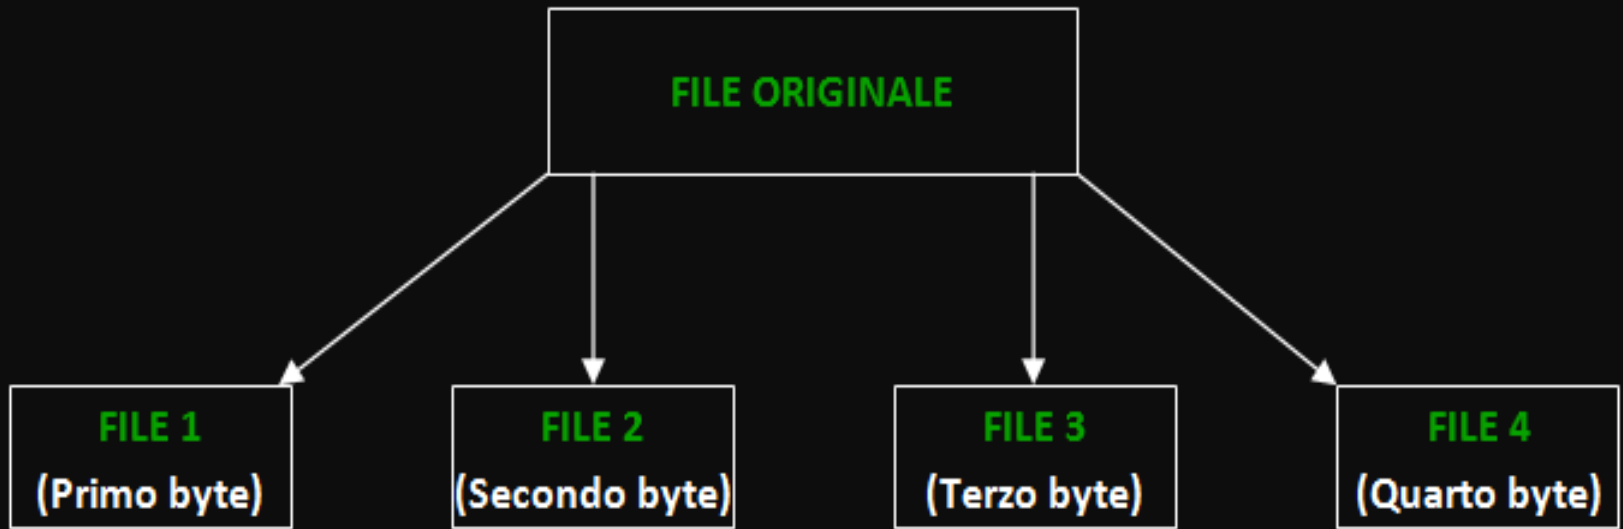 FILE ORIGINALE
FILE 1
(Primo byte)
FILE 2
(Secondo byte)
FILE 3
(Terzo byte)
FILE 4
(Quarto byte)